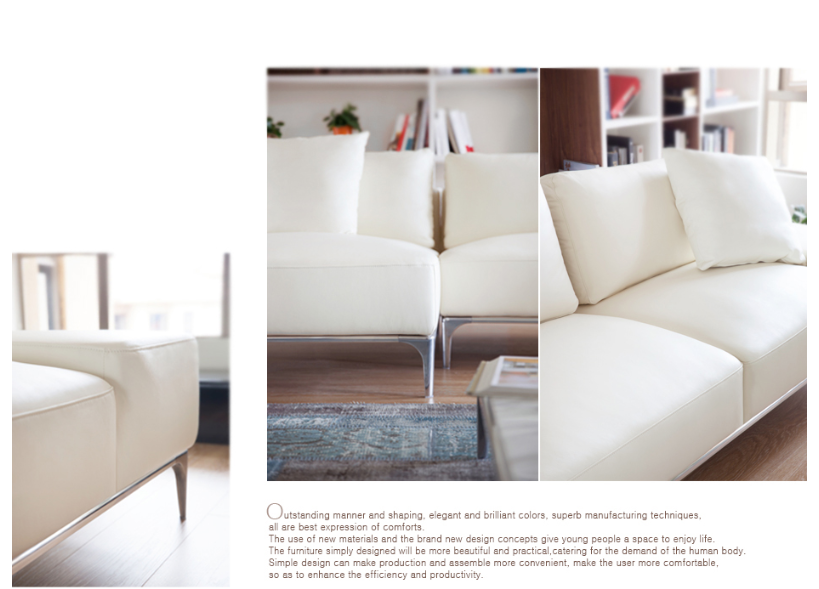 Outstanding manner and shaping, elegant and brilliant colors, superb manufacturing techniques,
all are best expression of comforts.
The use of new materials and the brand new design concepts give young people a space to enjoy life.
The furniture simply designed will be more beautiful and practical,catering for the demand of the human body.
Simple design can make production and assemble more convenient, make the user more comfortable,
so as to enhance the efficiency and productivity.